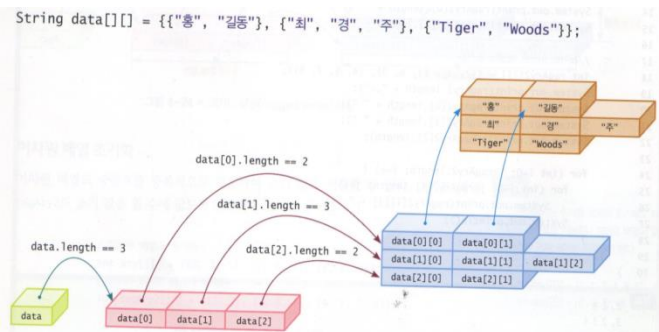 String data[][] = {{"홍", "길동"}, {"최", "경", "주"}, {"Tiger", "Woods"}};
"홍" "길동"
"최" "경" "주"
"Tiger" "Woods"
data[0].length == 2
data[1].length == 3
data.length == 3
data[2].length == 2
data[0][0] data[0][1]
data[1][0] data[1][1] data[1][2]
data[2][0] data[2][1]
data
data[0] data[1] data[2]